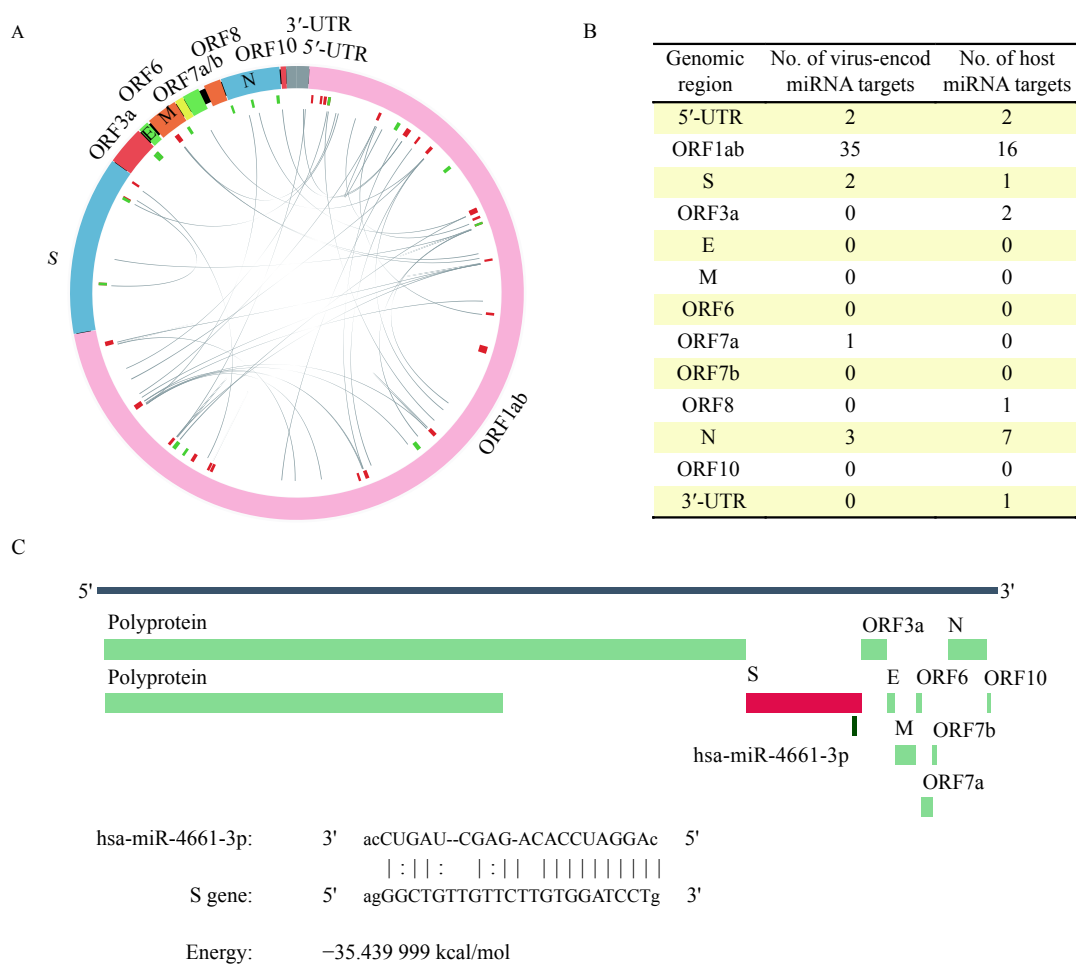 A
3′-UTR
5′-UTR
ORF10
ORF8
ORF7a/b
ORF6
ORF3a
N
M
E
S
ORF1ab
B
Genomic region No. of virus-encod miRNA targets No. of host miRNA targets
5′-UTR 2 2
ORF1ab 35 16
S 2 1
ORF3a 0 2
E 0 0
M 0 0
ORF6 0 0
ORF7a 1 0
ORF7b 0 0
ORF8 0 1
N 3 7
ORF10 0 0
3′-UTR 0 1
C
5' 3'
Polyprotein ORF3a N
Polyprotein S E ORF6 ORF10
hsa-miR-4661-3p M ORF7b
ORF7a
hsa-miR-4661-3p: 3' acCUGAU--CGAG-ACACCUAGGAc 5'
|:||: |:|| |||||||||||
S gene: 5' agGGCTGTTGTTCTTGTGGATCCTg 3'
Energy: −35.439 999 kcal/mol